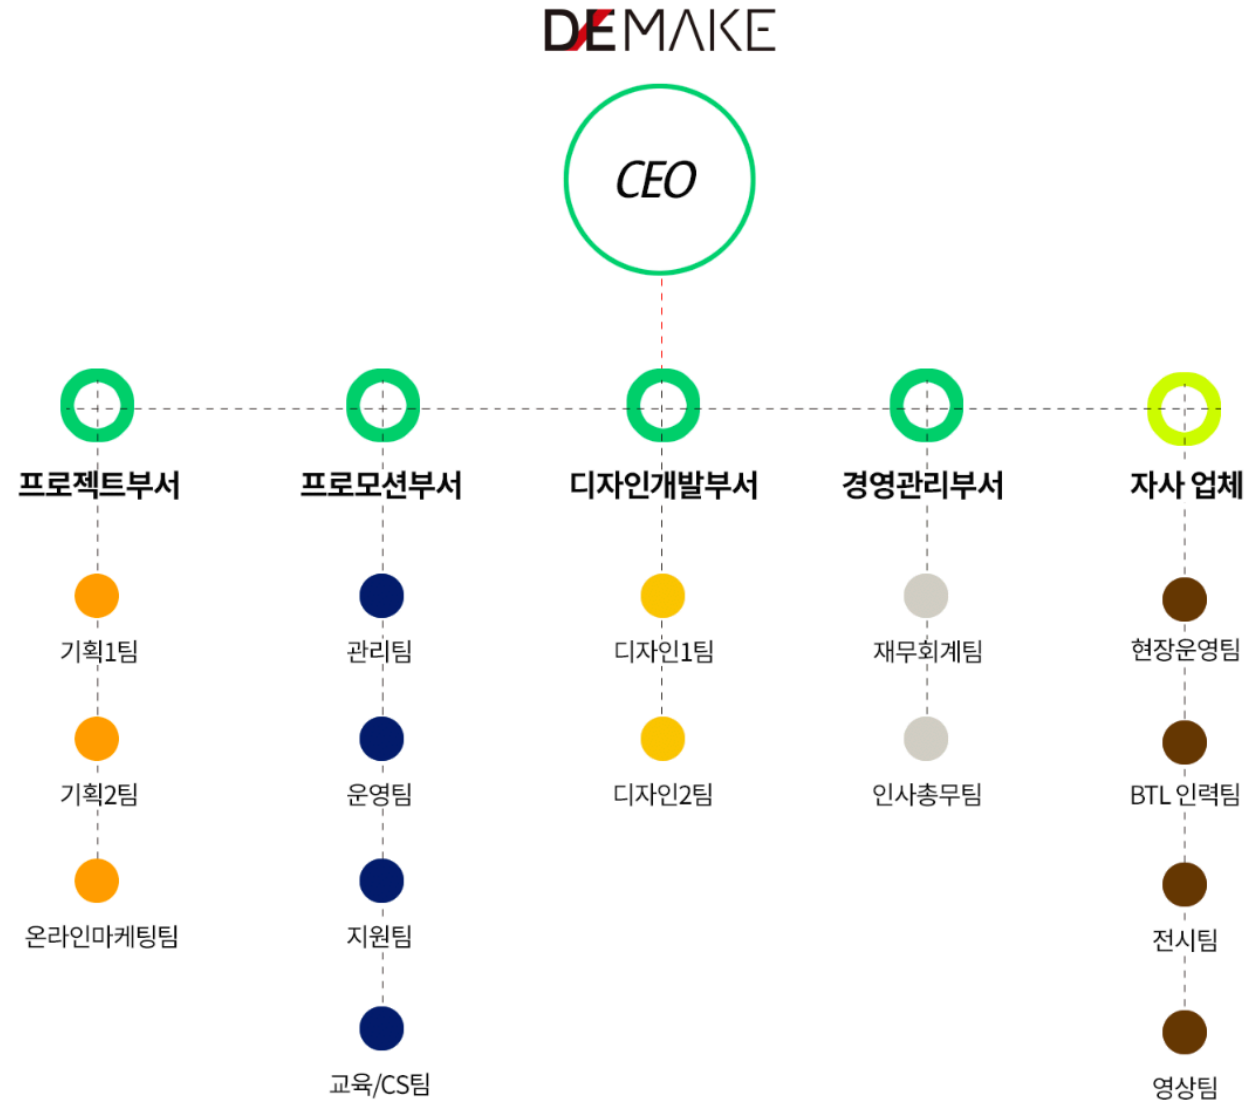 DEMAKE
CEO
프로젝트부서
프로모션부서
디자인개발부서
경영관리부서
자사 업체
기획1팀
관리팀
디자인1팀
재무회계팀
현장운영팀
기획2팀
운영팀
디자인2팀
인사총무팀
BTL 인력팀
온라인마케팅팀
지원팀
전시팀
교육/CS팀
영상팀